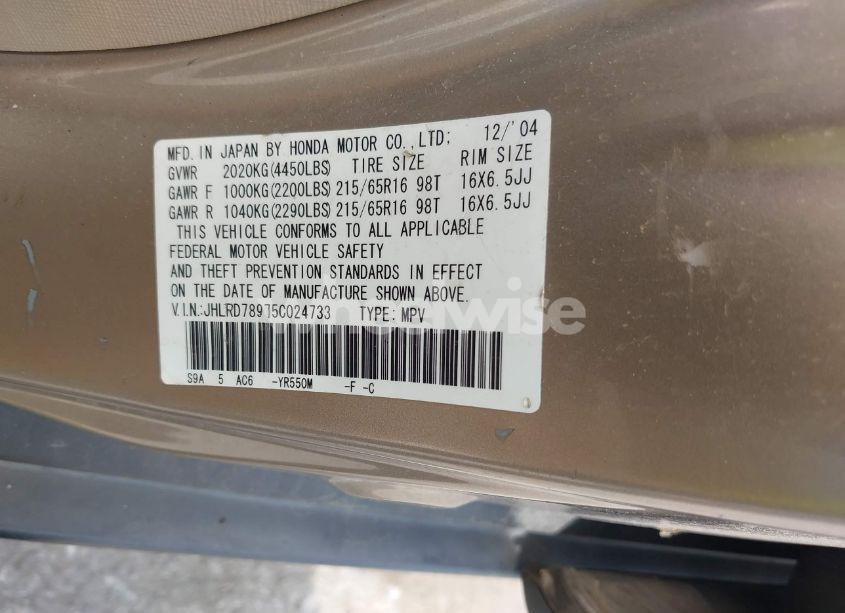 MFD. IN JAPAN BY HONDA MOTOR CO.,LTD; 12/'04
GVWR 2020KG(4450LBS) TIRE SIZE RIM SIZE
GAWR F 1000KG(2200LBS) 215/65R16 98T 16X6.5JJ
GAWR R 1040KG(2290LBS) 215/65R16 98T 16X6.5JJ
THIS VEHICLE CONFORMS TO ALL APPLICABLE
FEDERAL MOTOR VEHICLE SAFETY
AND THEFT PREVENTION STANDARDS IN EFFECT
ON THE DATE OF MANUFACTURE SHOWN ABOVE.
V.I.N.:JHLRD78975C024733 TYPE: MPV
S9A 5 AC6 -YR550M -F -C